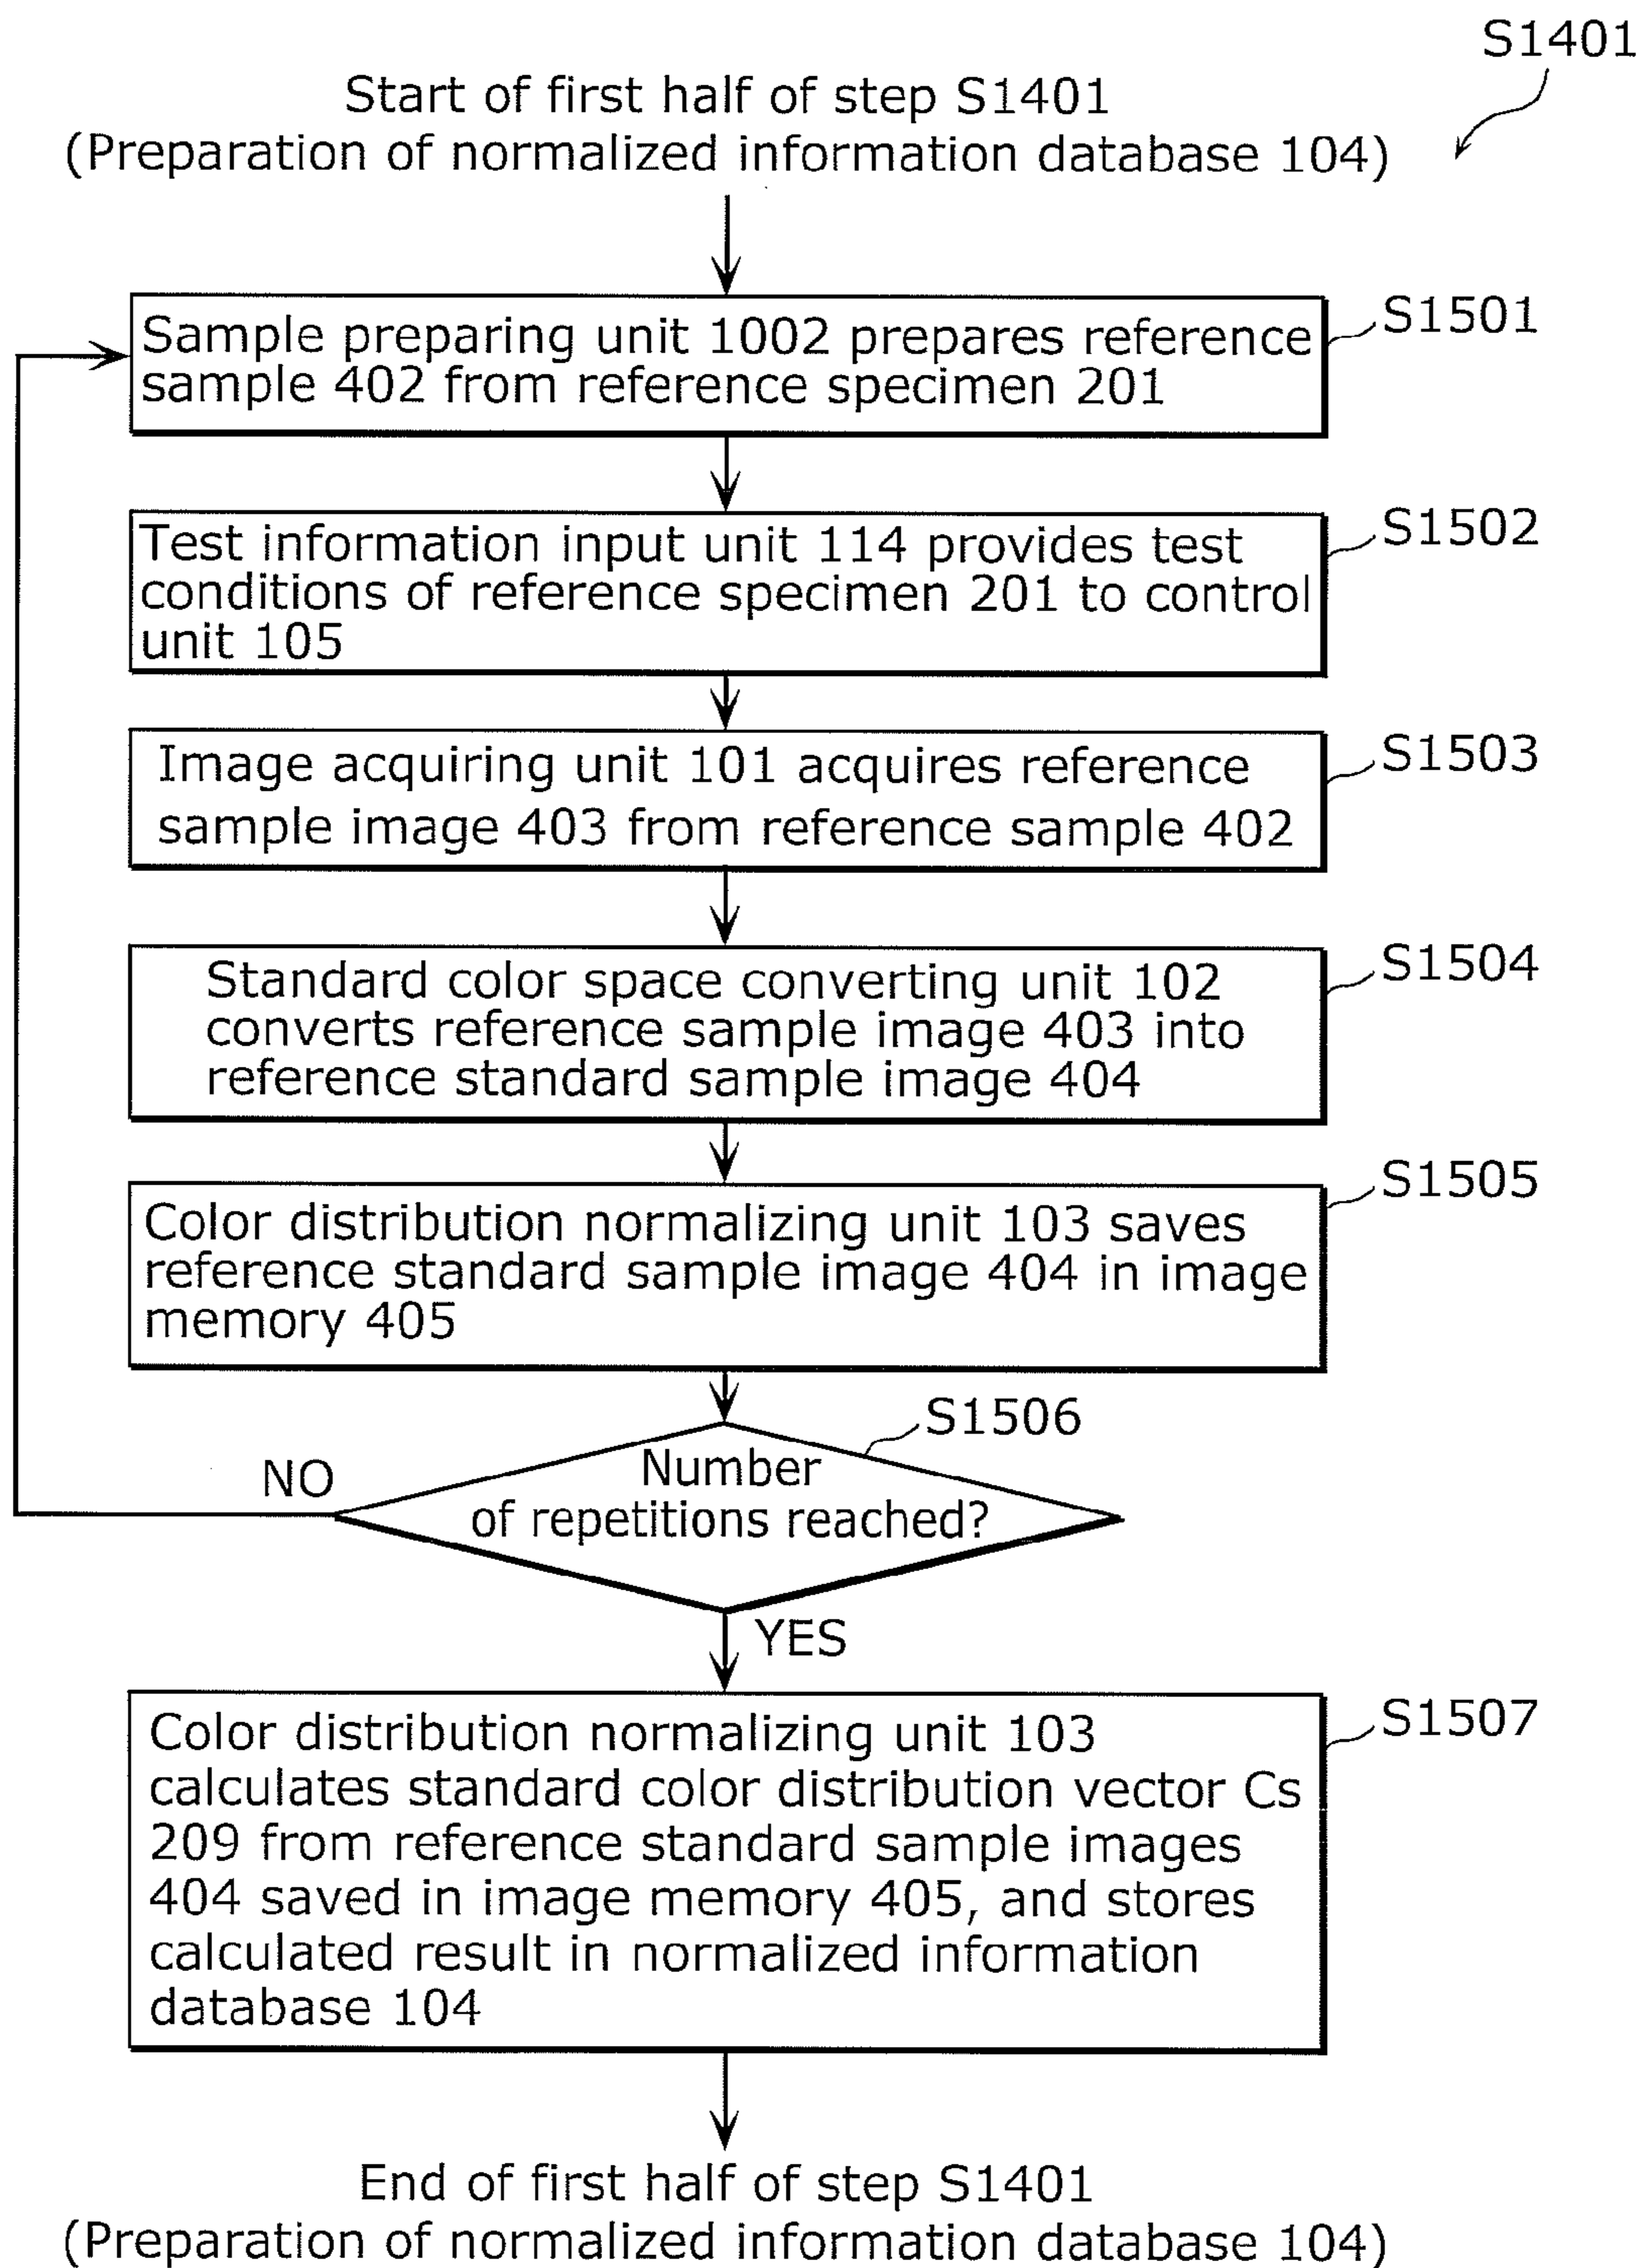 S1401
Start of first half of step S1401
(Preparation of normalized information database 104)
Sample preparing unit 1002 prepares reference
sample 402 from reference specimen 201
S1501
Test information input unit 114 provides test
conditions of reference specimen 201 to control
unit 105
S1502
Image acquiring unit 101 acquires reference
sample image 403 from reference sample 402
S1503
Standard color space converting unit 102
converts reference sample image 403 into
reference standard sample image 404
S1504
Color distribution normalizing unit 103 saves
reference standard sample image 404 in image
memory 405
S1505
S1506
Number
of repetitions reached?
NO
YES
Color distribution normalizing unit 103
calculates standard color distribution vector Cs
209 from reference standard sample images
404 saved in image memory 405, and stores
calculated result in normalized information
database 104
S1507
End of first half of step S1401
(Preparation of normalized information database 104)